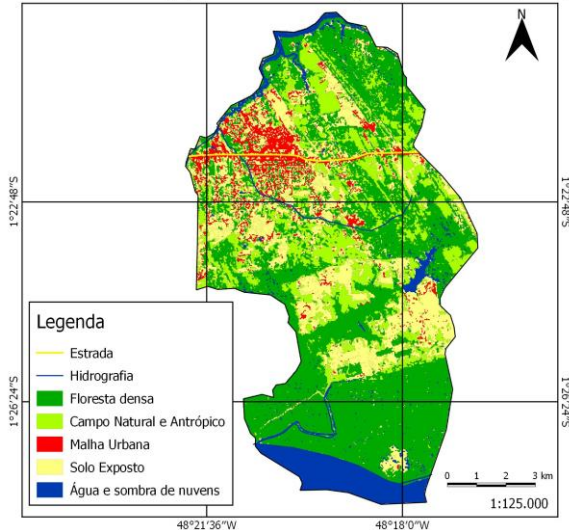 N
1°22'48"S
1°22'48"S
Legenda
Estrada
Hidrografia
Floresta densa
Campo Natural e Antrópico
Malha Urbana
Solo Exposto
Água e sombra de nuvens
1°26'24"S
1°26'24"S
0 1 2 3 km
1:125.000
48°21'36"W
48°18'0"W